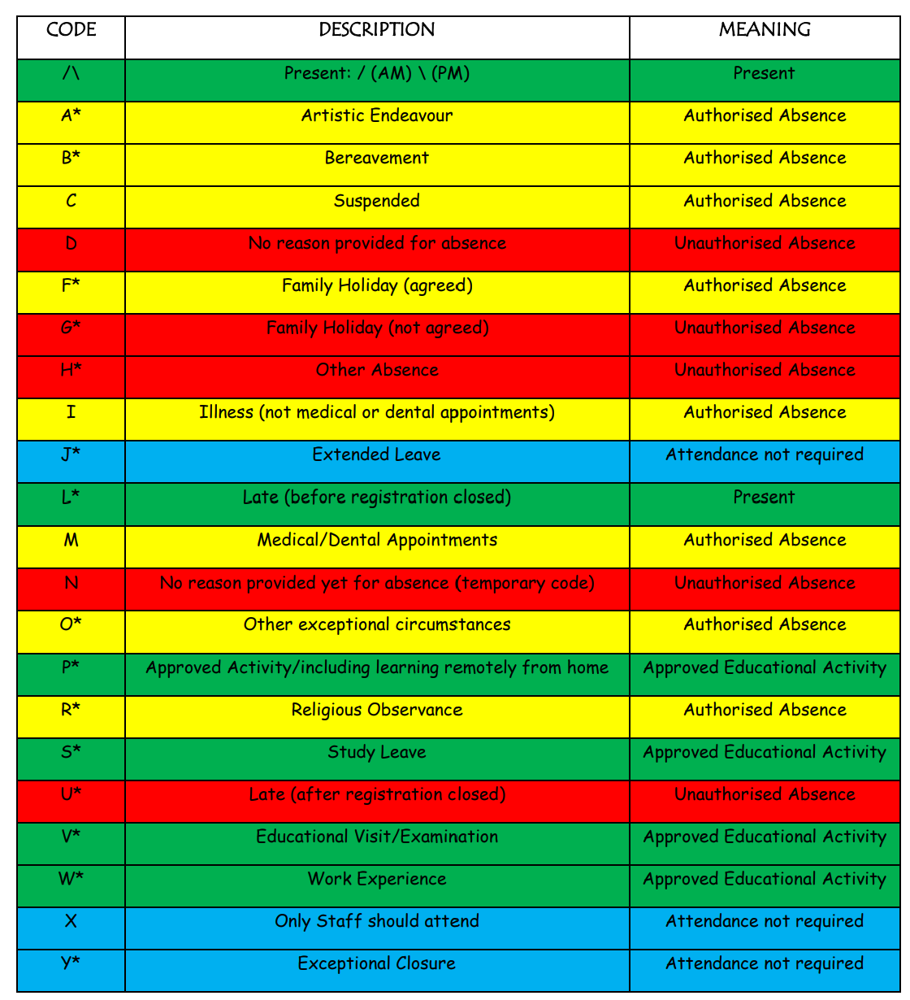 CODE DESCRIPTION MEANING
/\ Present: / (AM) \ (PM) Present
A* Artistic Endeavour Authorised Absence
B* Bereavement Authorised Absence
C Suspended Authorised Absence
D No reason provided for absence Unauthorised Absence
F* Family Holiday (agreed) Authorised Absence
G* Family Holiday (not agreed) Unauthorised Absence
H* Other Absence Unauthorised Absence
I Illness (not medical or dental appointments) Authorised Absence
J* Extended Leave Attendance not required
L* Late (before registration closed) Present
M Medical/Dental Appointments Authorised Absence
N No reason provided yet for absence (temporary code) Unauthorised Absence
O* Other exceptional circumstances Authorised Absence
P* Approved Activity/including learning remotely from home Approved Educational Activity
R* Religious Observance Authorised Absence
S* Study Leave Approved Educational Activity
U* Late (after registration closed) Unauthorised Absence
V* Educational Visit/Examination Approved Educational Activity
W* Work Experience Approved Educational Activity
X Only Staff should attend Attendance not required
Y* Exceptional Closure Attendance not required